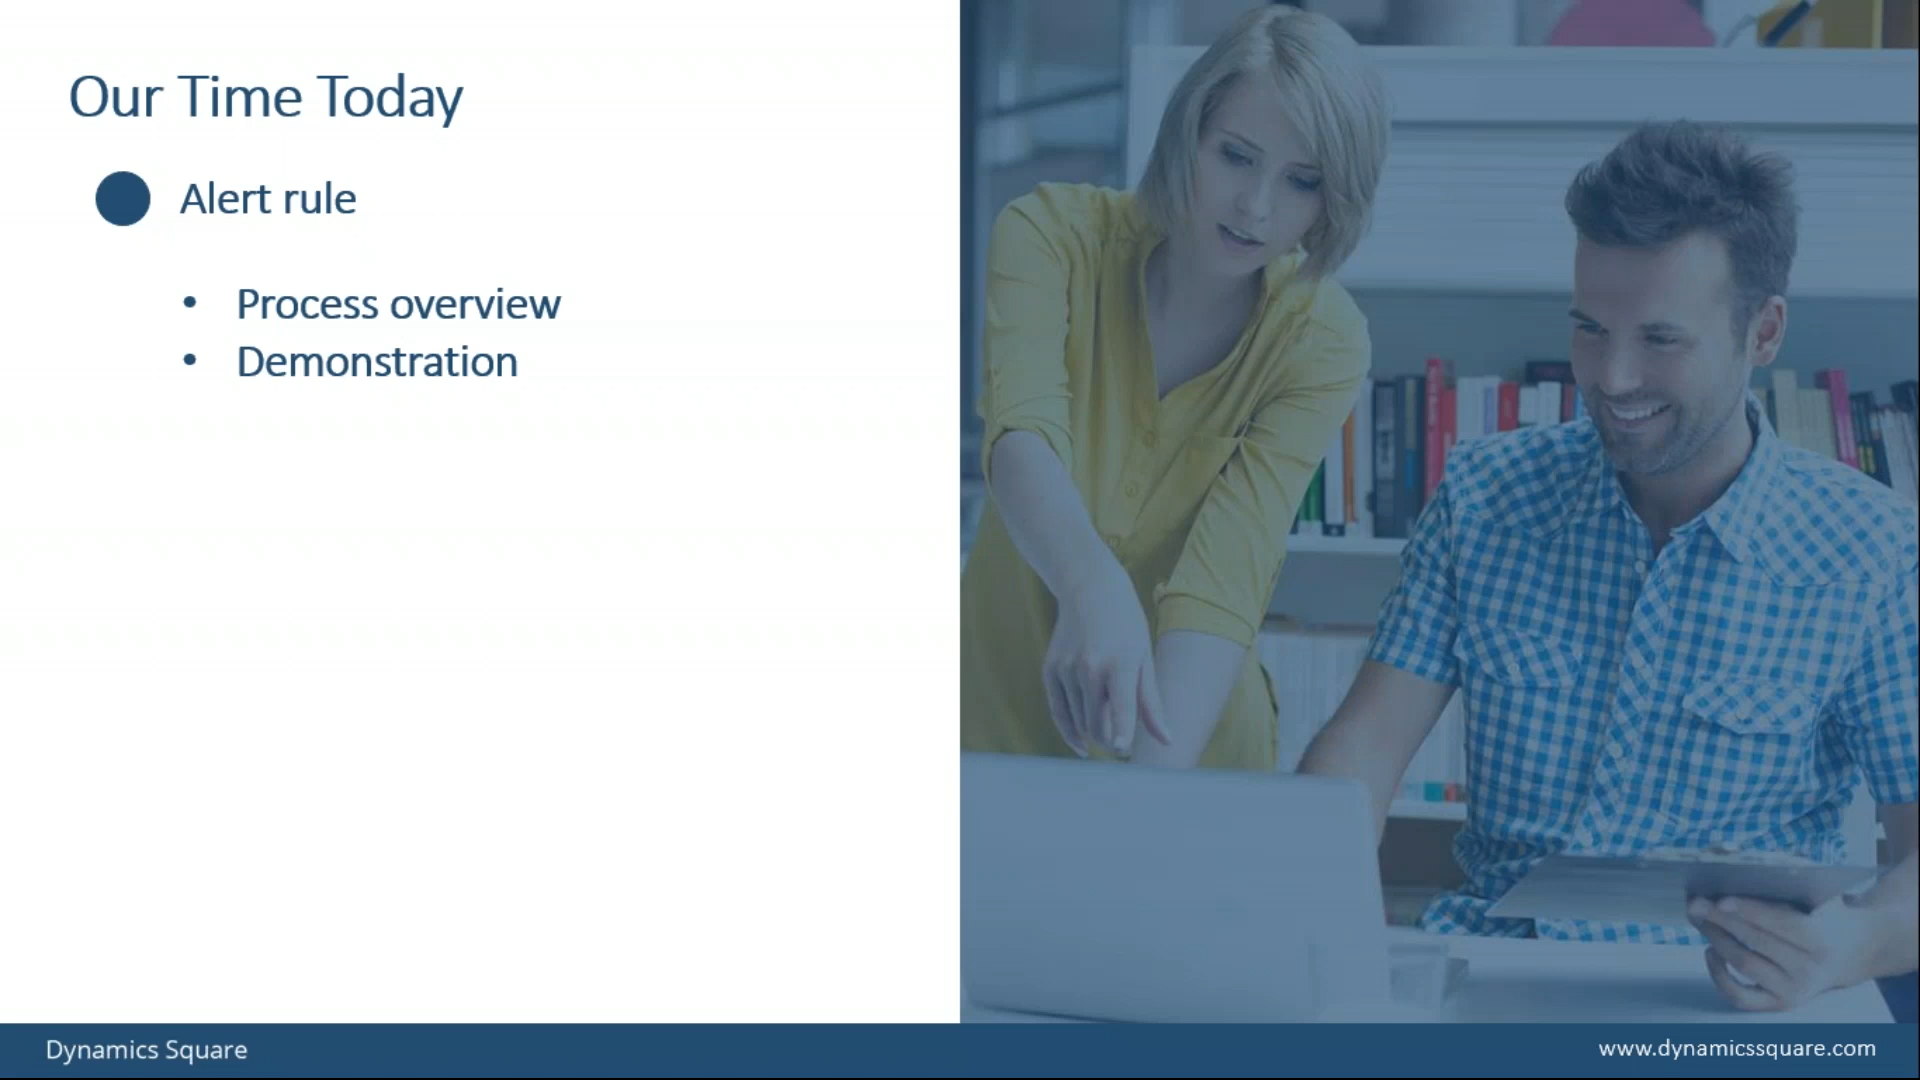 Our Time Today
Alert rule
• Process overview
• Demonstration
Dynamics Square
www.dynamicssquare.com